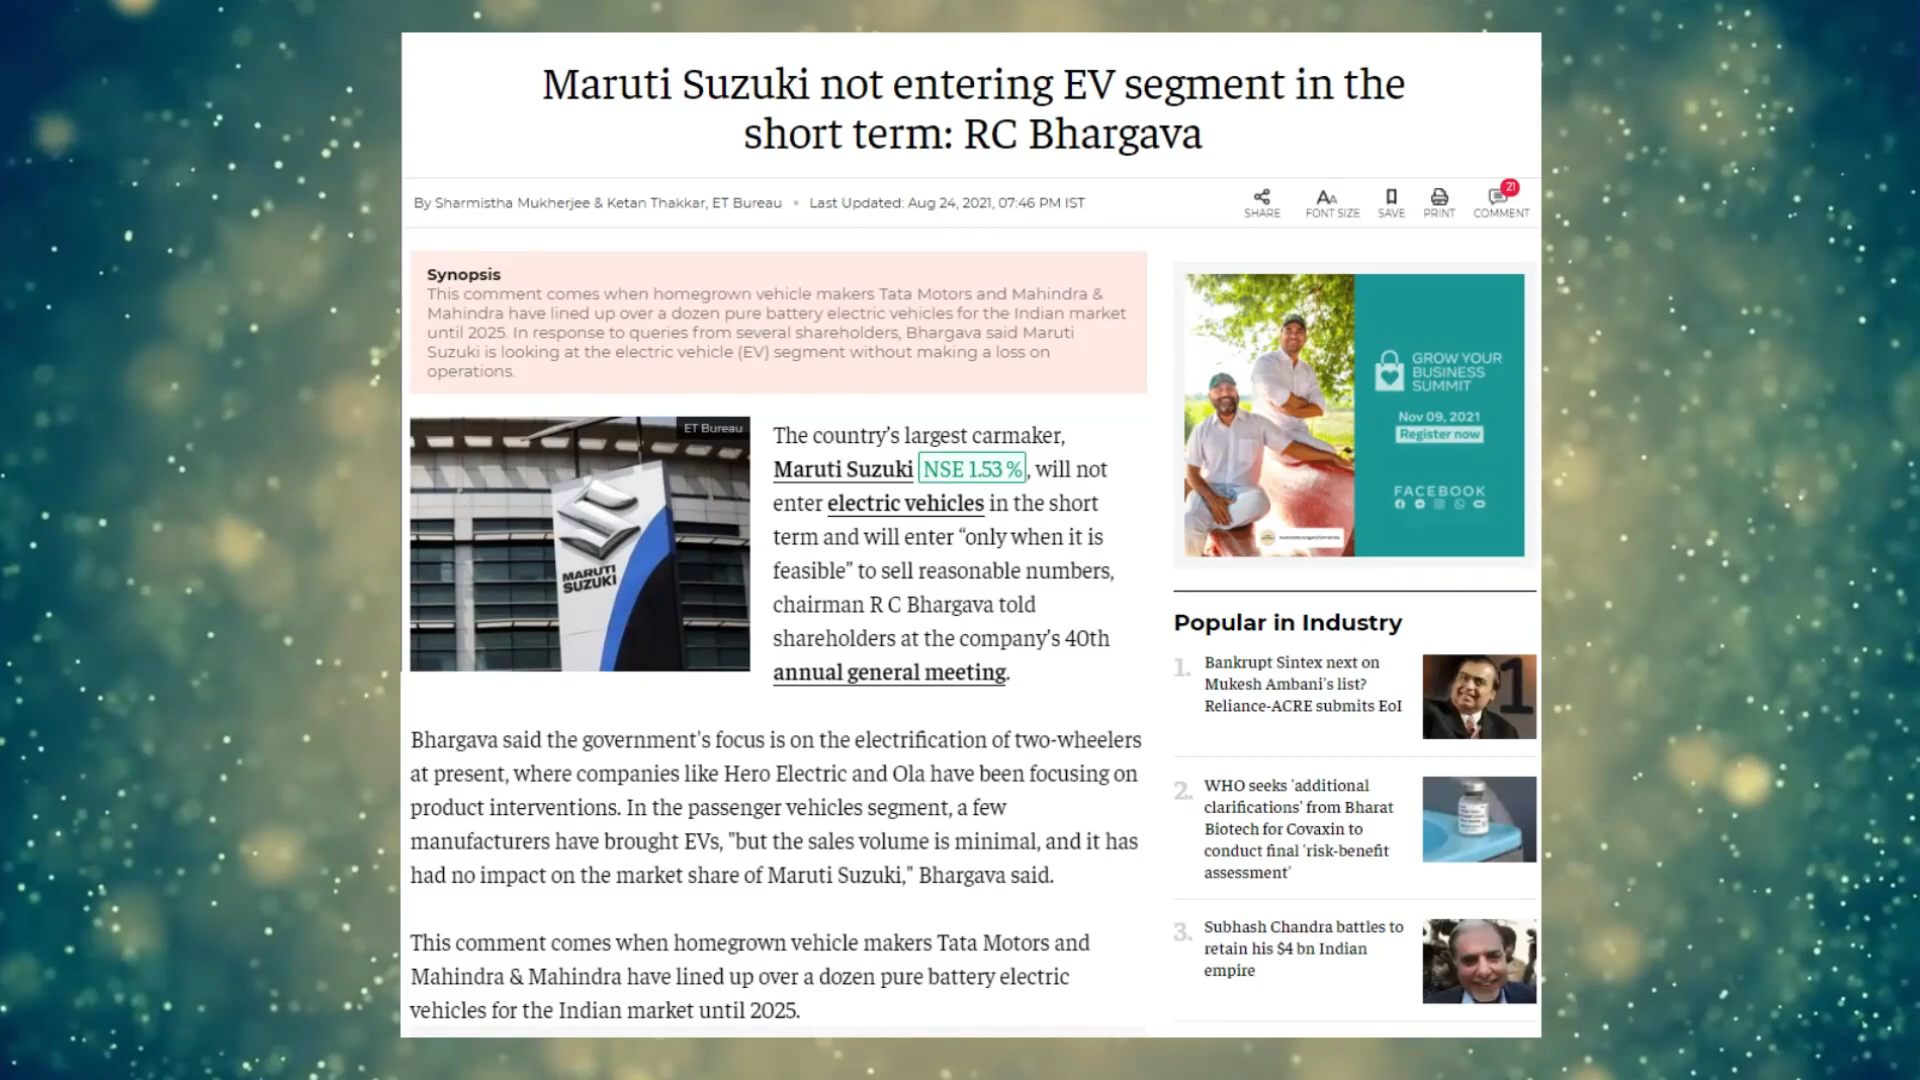 Maruti Suzuki not entering EV segment in the
short term: RC Bhargava
By Sharmistha Mukherjee & Ketan Thakkar, ET Bureau • Last Updated: Aug 24, 2021, 07:46 PM IST
SHARE
FONT SIZE
SAVE
PRINT
21
COMMENT
Synopsis
This comment comes when homegrown vehicle makers Tata Motors and Mahindra &
Mahindra have lined up over a dozen pure battery electric vehicles for the Indian market
until 2025. In response to queries from several shareholders, Bhargava said Maruti
Suzuki is looking at the electric vehicle (EV) segment without making a loss on
operations.
ET Bureau
MARUTI
SUZUKI
The country’s largest carmaker,
Maruti Suzuki NSE 1.53 %, will not
enter electric vehicles in the short
term and will enter “only when it is
feasible” to sell reasonable numbers,
chairman R C Bhargava told
shareholders at the company’s 40th
annual general meeting.
Bhargava said the government's focus is on the electrification of two-wheelers
at present, where companies like Hero Electric and Ola have been focusing on
product interventions. In the passenger vehicles segment, a few
manufacturers have brought EVs, "but the sales volume is minimal, and it has
had no impact on the market share of Maruti Suzuki," Bhargava said.
This comment comes when homegrown vehicle makers Tata Motors and
Mahindra & Mahindra have lined up over a dozen pure battery electric
vehicles for the Indian market until 2025.
GROW YOUR
BUSINESS
SUMMIT
Nov 09, 2021
Register now
FACEBOOK
Popular in Industry
1.
Bankrupt Sintex next on
Mukesh Ambani's list?
Reliance-ACRE submits EoI
2.
WHO seeks 'additional
clarifications' from Bharat
Biotech for Covaxin to
conduct final 'risk-benefit
assessment'
3.
Subhash Chandra battles to
retain his $4 bn Indian
empire